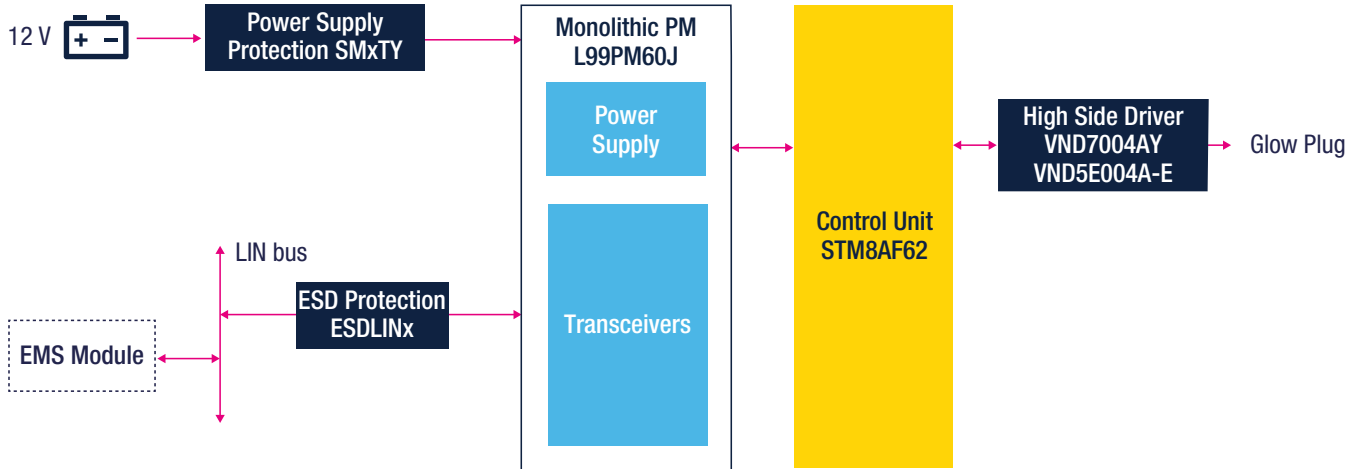 12 V
+ −
Power Supply
Protection SMxTY
Monolithic PM
L99PM60J
Power
Supply
Transceivers
LIN bus
ESD Protection
ESDLINx
EMS Module
Control Unit
STM8AF62
High Side Driver
VND7004AY
VND5E004A-E
Glow Plug